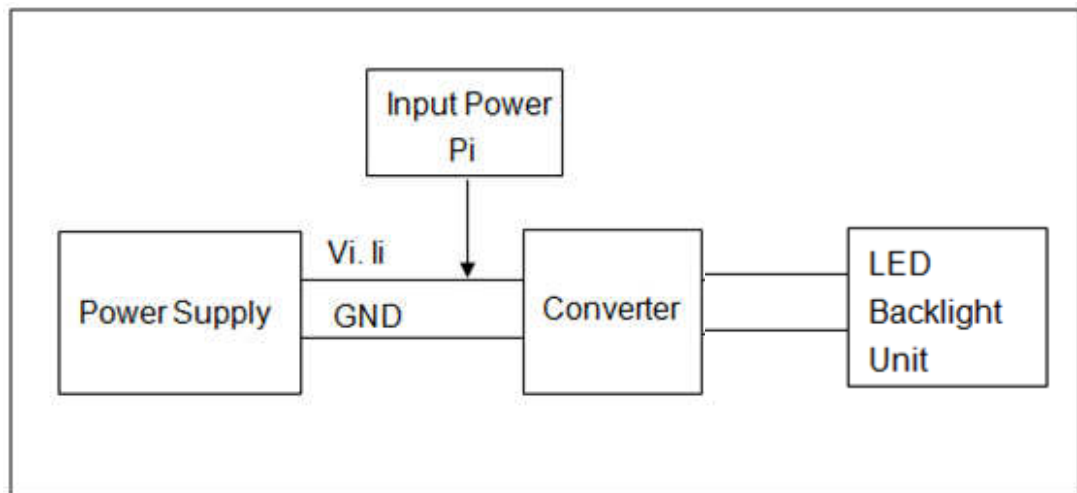 Input Power
Pi
Vi. Ii
Power Supply
GND
Converter
LED
Backlight
Unit